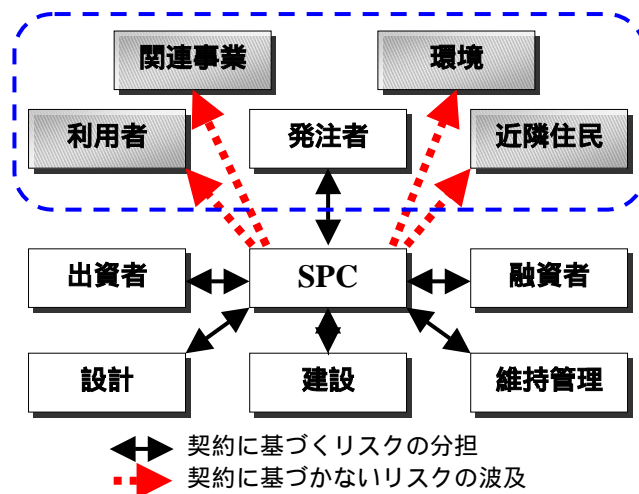 関連事業
環境
利用者
発注者
近隣住民
出資者
SPC
融資者
設計
建設
維持管理
契約に基づくリスクの分担
契約に基づかないリスクの波及